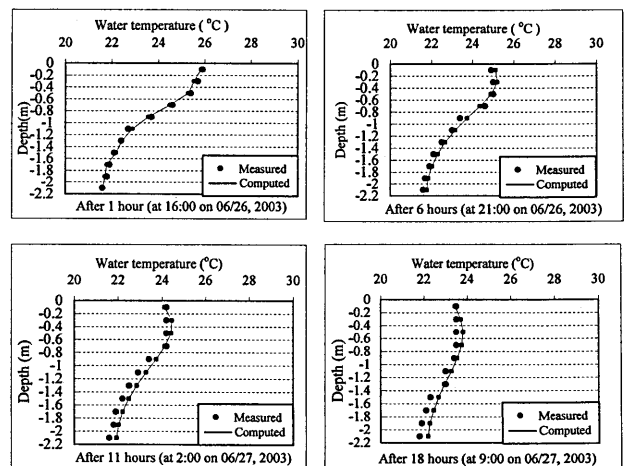 Water temperature ( °C )
20 22 24 26 28 30
0
-0.2
-0.4
-0.6
-0.8
-1
-1.2
-1.4
-1.6
-1.8
-2
-2.2
Depth(m)
Measured
Computed
After 1 hour (at 16:00 on 06/26, 2003)
Water temperature ( °C)
20 22 24 26 28 30
0
-0.2
-0.4
-0.6
-0.8
-1
-1.2
-1.4
-1.6
-1.8
-2
-2.2
Depth (m)
Measured
Computed
After 6 hours (at 21:00 on 06/26, 2003)
Water temperature (°C)
20 22 24 26 28 30
0
-0.2
-0.4
-0.6
-0.8
-1
-1.2
-1.4
-1.6
-1.8
-2
-2.2
Depth (m)
Measured
Computed
After 11 hours (at 2:00 on 06/27, 2003)
Water temperature (°C)
20 22 24 26 28 30
0
-0.2
-0.4
-0.6
-0.8
-1
-1.2
-1.4
-1.6
-1.8
-2
-2.2
Depth (m)
Measured
Computed
After 18 hours (at 9:00 on 06/27, 2003)